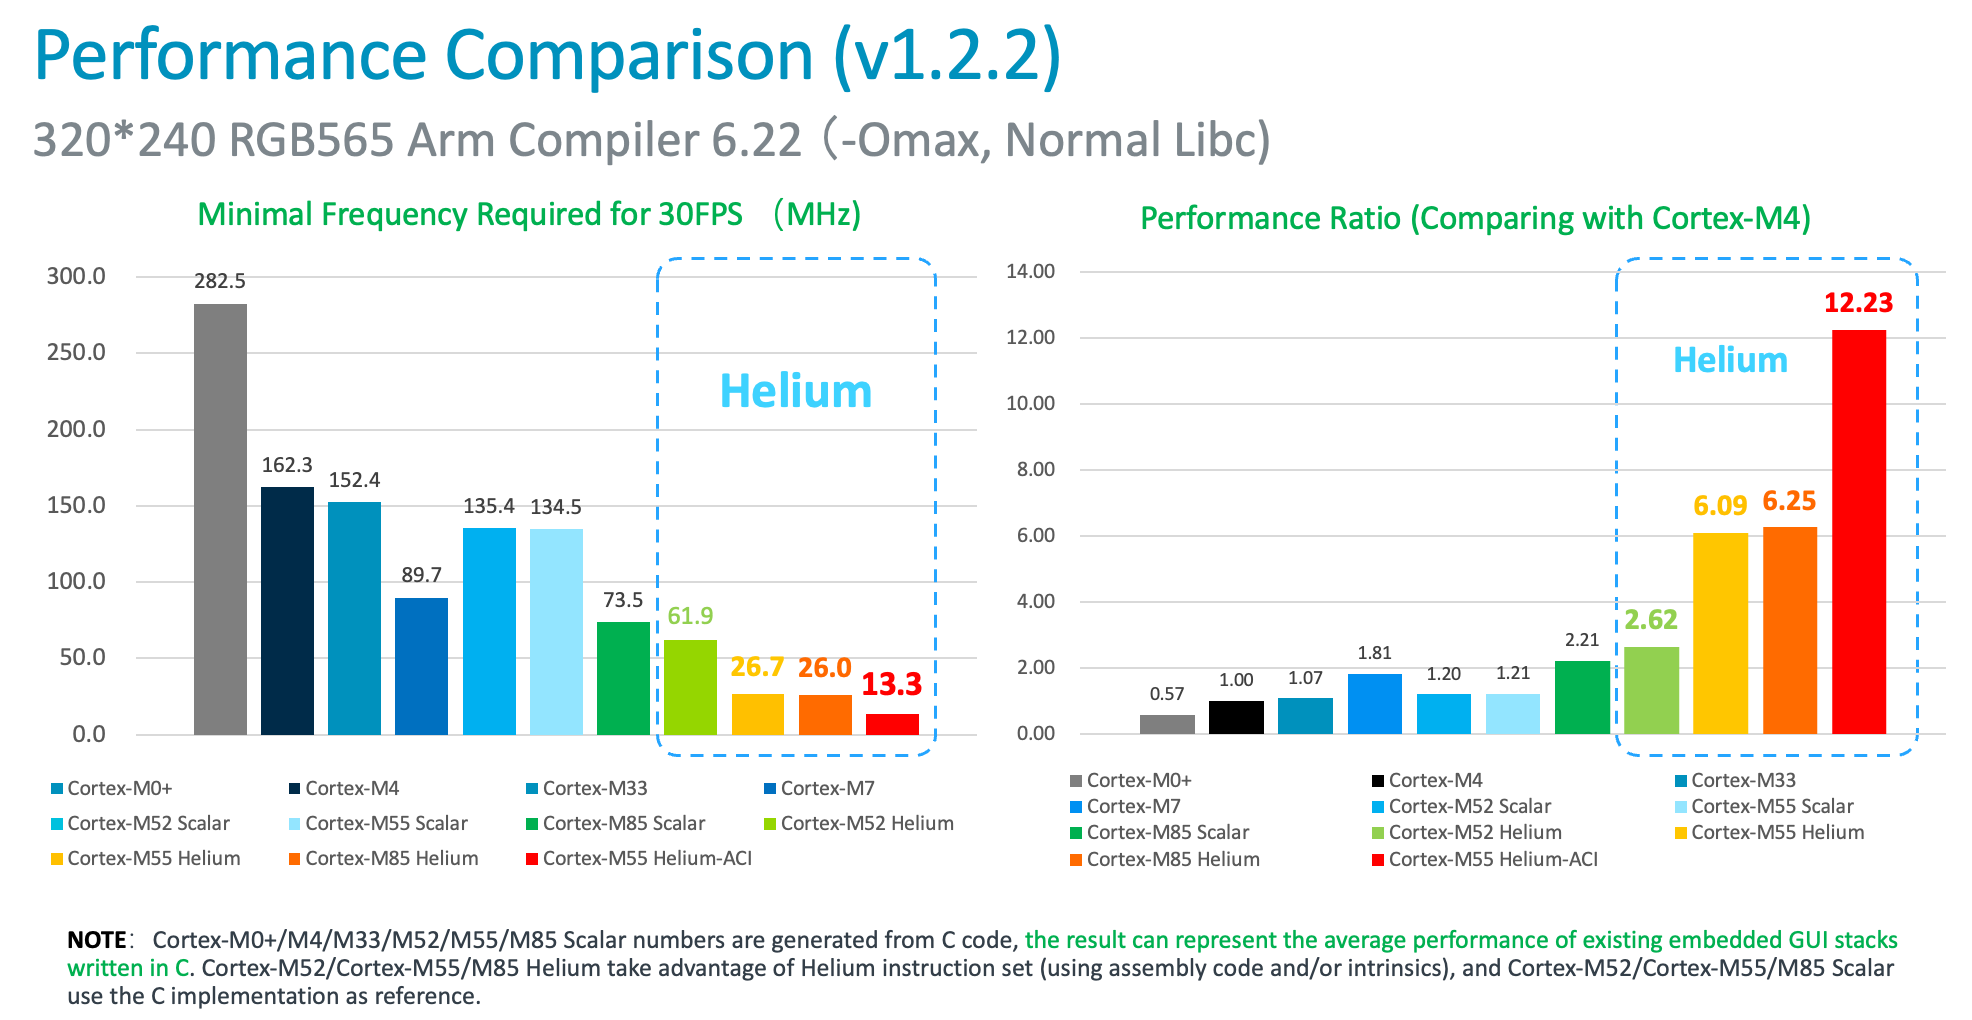 Performance Comparison (v1.2.2)
320*240 RGB565 Arm Compiler 6.22（-Omax, Normal Libc)
Minimal Frequency Required for 30FPS （MHz)
300.0
250.0
200.0
150.0
100.0
50.0
0.0
282.5
162.3
152.4
89.7
135.4
134.5
73.5
61.9
26.7
26.0
13.3
Helium
Cortex-M0+ Cortex-M4 Cortex-M33 Cortex-M7
Cortex-M52 Scalar Cortex-M55 Scalar Cortex-M85 Scalar Cortex-M52 Helium
Cortex-M55 Helium Cortex-M85 Helium Cortex-M55 Helium-ACI
Performance Ratio (Comparing with Cortex-M4)
14.00
12.00
10.00
8.00
6.00
4.00
2.00
0.00
0.57
1.00
1.07
1.81
1.20
1.21
2.21
2.62
6.09
6.25
12.23
Helium
Cortex-M0+ Cortex-M4 Cortex-M33
Cortex-M7 Cortex-M52 Scalar Cortex-M55 Scalar
Cortex-M85 Scalar Cortex-M52 Helium Cortex-M55 Helium
Cortex-M85 Helium Cortex-M55 Helium-ACI
NOTE： Cortex-M0+/M4/M33/M52/M55/M85 Scalar numbers are generated from C code, the result can represent the average performance of existing embedded GUI stacks
written in C. Cortex-M52/Cortex-M55/M85 Helium take advantage of Helium instruction set (using assembly code and/or intrinsics), and Cortex-M52/Cortex-M55/M85 Scalar
use the C implementation as reference.